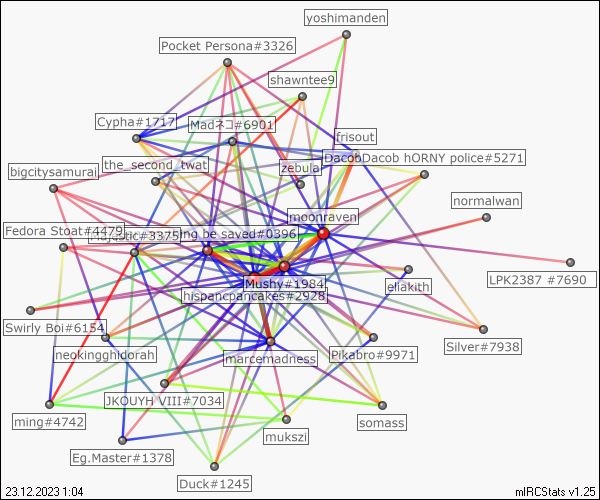 yoshimanden
Pocket Persona#3326
shawntee9
Cypha#1717
Madネコ#6901
frisout
DacobDacob hORNY police#5271
the_second_twat
zebula
bigcitysamurai
normalwan
moonraven
Fedora Stoat#4479
majestic#3375
ing be saved#0396
LPK2387 #7690
Mushy#1984
eliakith
hispancpancakes#2928
Swirly Boi#6154
Silver#7938
neokingghidorah
marcemadness
Pikabro#9971
JKOUYH VIII#7034
ming#4742
somass
mukszi
Eg.Master#1378
Duck#1245
23.12.2023 1:04
mIRCStats v1.25